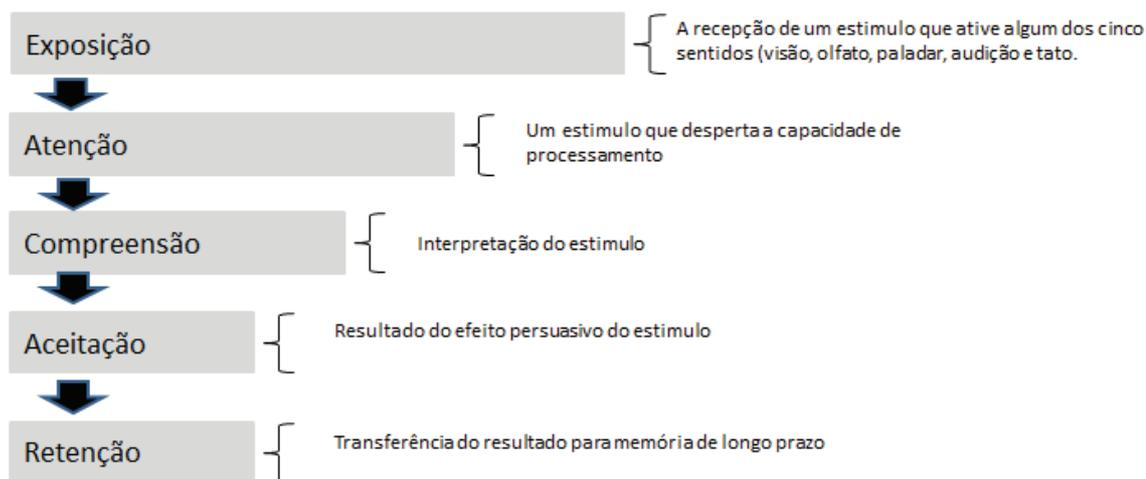 Exposição
A recepção de um estimulo que ative algum dos cinco
sentidos (visão, olfato, paladar, audição e tato.
Atenção
Um estimulo que desperta a capacidade de
processamento
Compreensão
Interpretação do estimulo
Aceitação
Resultado do efeito persuasivo do estimulo
Retenção
Transferência do resultado para memória de longo prazo